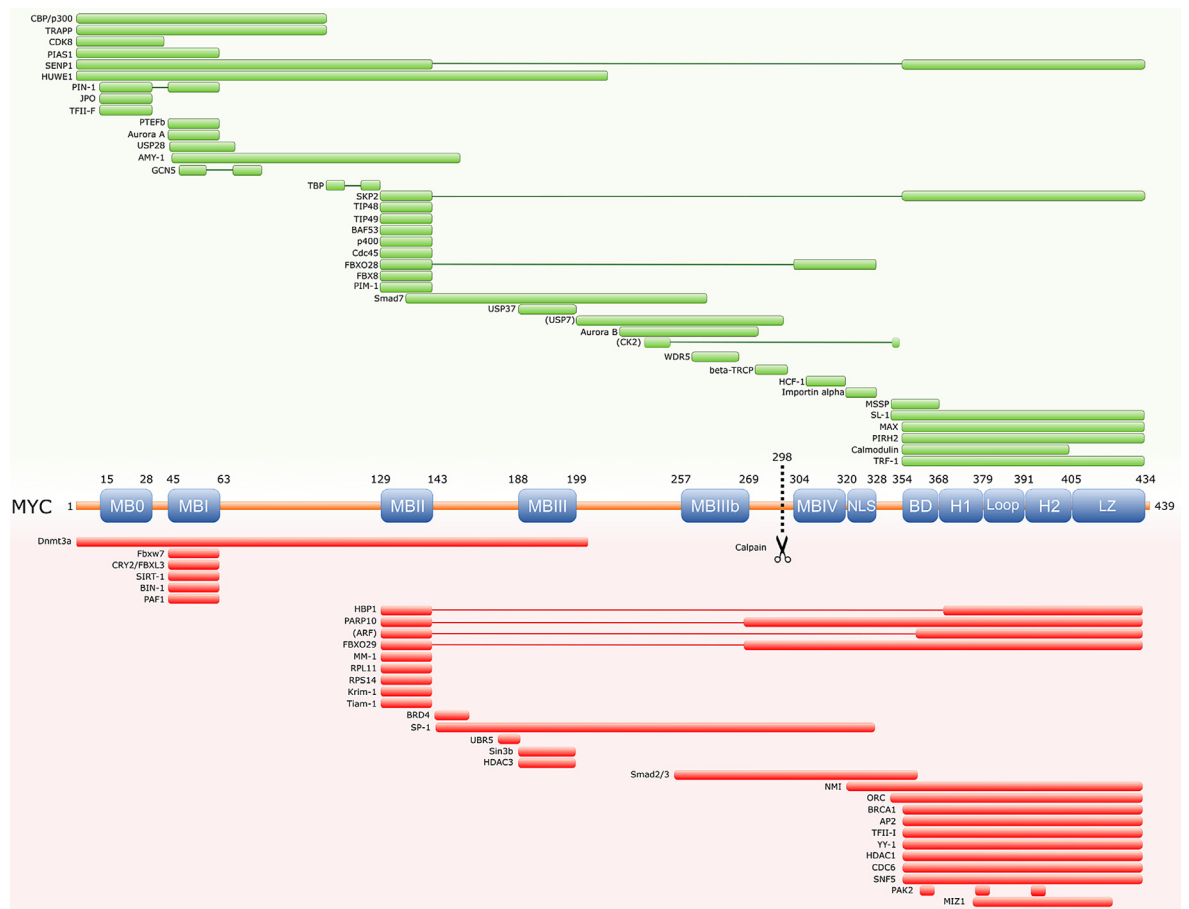 CBP/p300
TRAPP
CDK8
PIAS1
SENP1
HUWE1
PIN-1
JPO
TFII-F
PTEFb
Aurora A
USP28
AMY-1
GCN5
TBP
SKP2
TIP48
TIP49
BAF53
p400
Cdc45
FBXO28
FBX8
PIM-1
Smad7
USP37
(USP7)
Aurora B
(CK2)
WDR5
beta-TRCP
HCF-1
Importin alpha
MSSP
SL-1
MAX
PIRH2
Calmodulin
TRF-1
298
15 28 45 63 129 143 188 199 257 269 304 320 328 354 368 379 391 405 434
MYC 1 MB0 MBI MBII MBIII MBIIIb MBIV NLS BD H1 Loop H2 LZ 439
Dnmt3a
Calpain
Fbxw7
CRY2/FBXL3
SIRT-1
BIN-1
PAF1
HBP1
PARP10
(ARF)
FBXO29
MM-1
RPL11
RPS14
Krim-1
Tiam-1
BRD4
SP-1
UBR5
Sin3b
HDAC3
Smad2/3
NMI
ORC
BRCA1
AP2
TFII-I
YY-1
HDAC1
CDC6
SNF5
PAK2
MIZ1